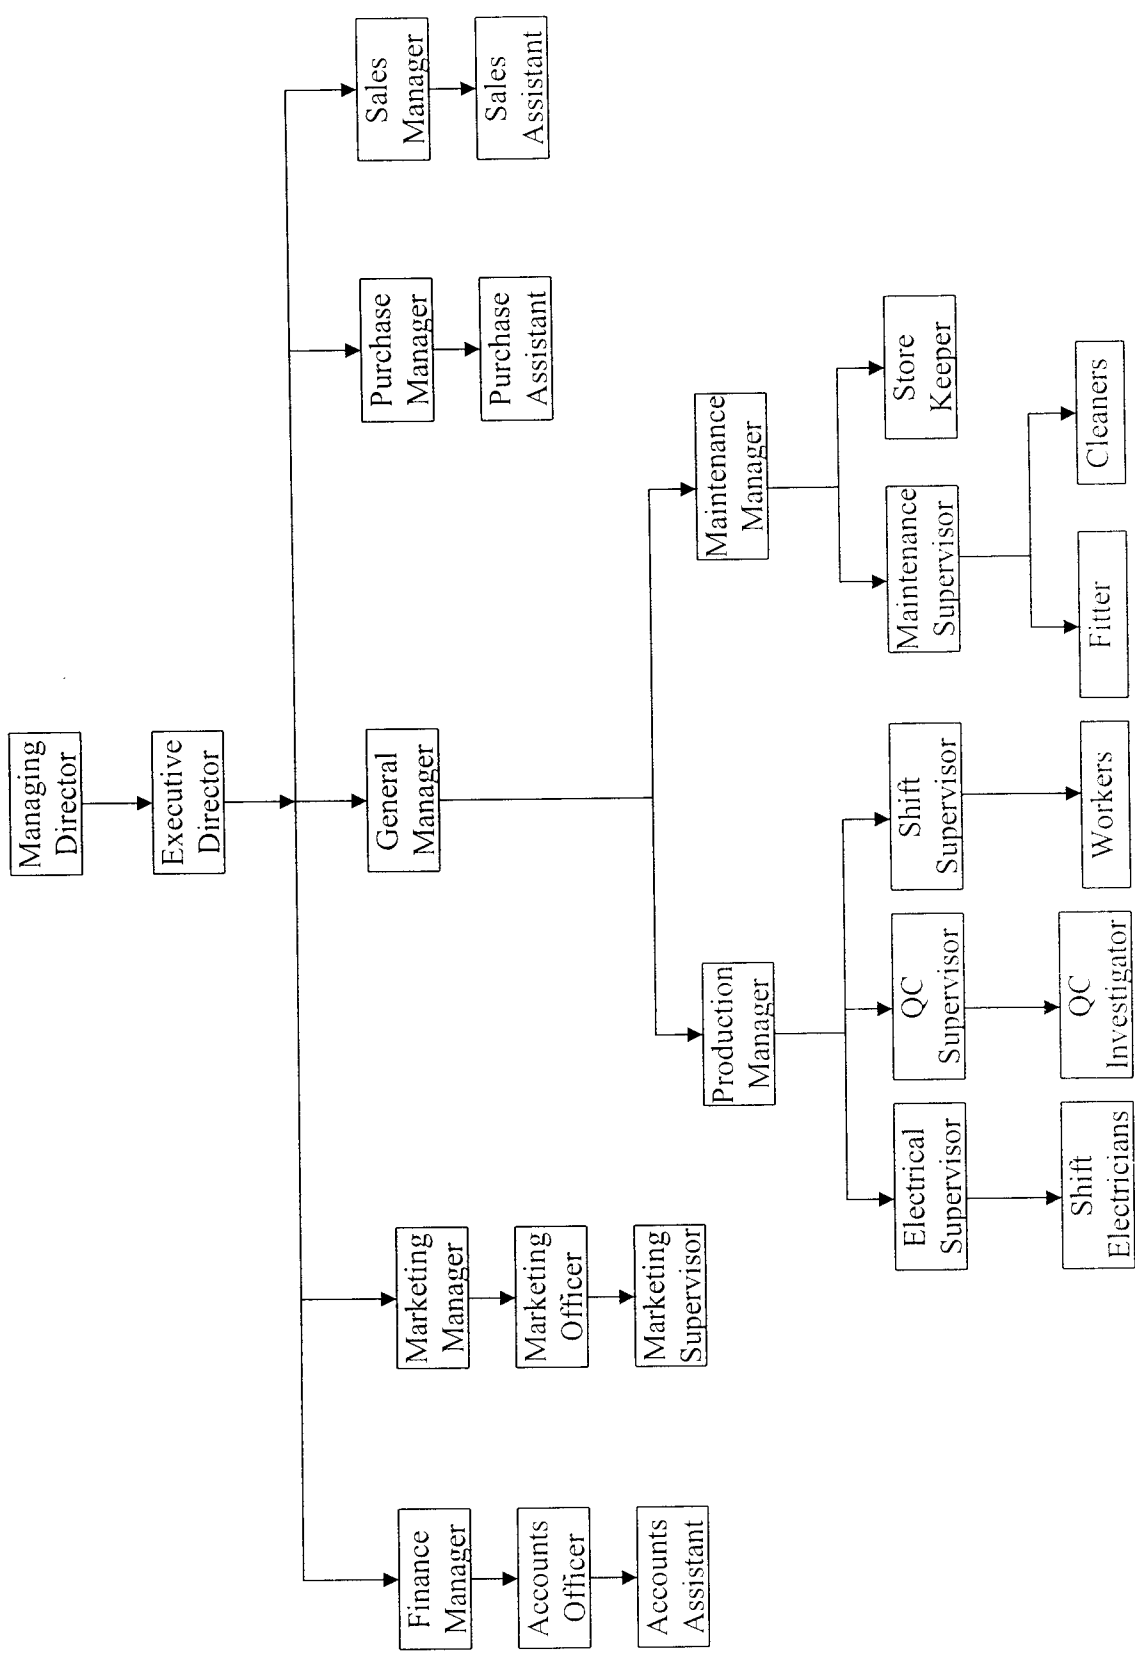 Managing
Director
Executive
Director
Finance
Manager
Marketing
Manager
General
Manager
Purchase
Manager
Sales
Manager
Accounts
Officer
Marketing
Officer
Purchase
Assistant
Sales
Assistant
Accounts
Assistant
Marketing
Supervisor
Production
Manager
Maintenance
Manager
Electrical
Supervisor
QC
Supervisor
Shift
Supervisor
Maintenance
Supervisor
Store
Keeper
Shift
Electricians
QC
Investigator
Workers
Fitter
Cleaners